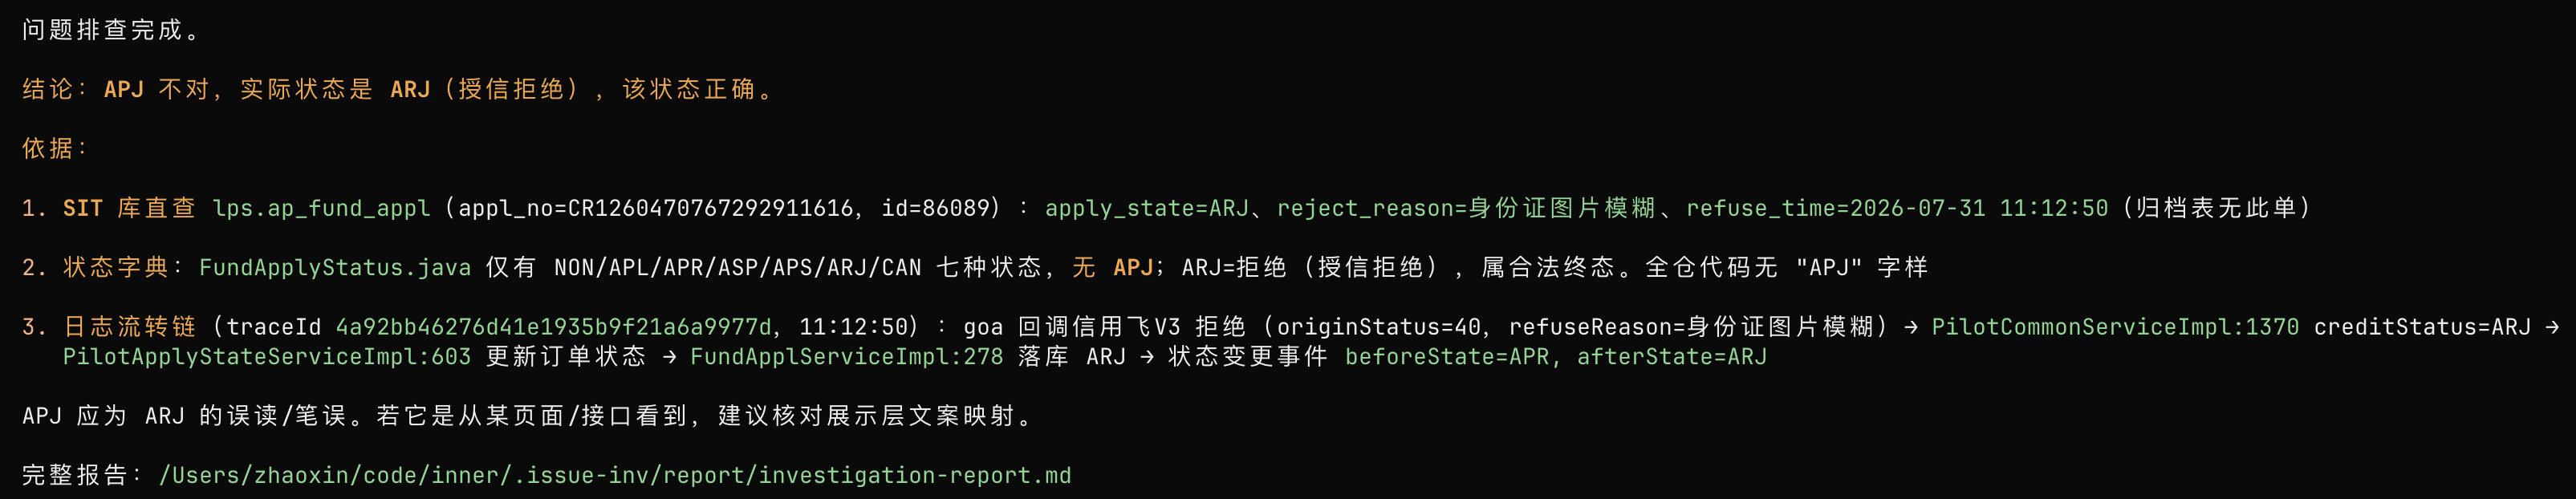 问题排查完成。
结论：APJ 不对，实际状态是 ARJ（授信拒绝），该状态正确。
依据：
1. SIT 库直查 lps.ap_fund_appl（appl_no=CR1260470767292911616，id=86089）：apply_state=ARJ、reject_reason=身份证图片模糊、refuse_time=2026-07-31 11:12:50（归档表无此单）
2. 状态字典：FundApplyStatus.java 仅有 NON/APL/APR/ASP/APS/ARJ/CAN 七种状态，无 APJ；ARJ=拒绝（授信拒绝），属合法终态。全仓代码无 "APJ" 字样
3. 日志流转链（traceId 4a92bb46276d41e1935b9f21a6a9977d，11:12:50）：goa 回调信用飞V3 拒绝（originStatus=40，refuseReason=身份证图片模糊）→ PilotCommonServiceImpl:1370 creditStatus=ARJ →
PilotApplyStateServiceImpl:603 更新订单状态 → FundApplServiceImpl:278 落库 ARJ → 状态变更事件 beforeState=APR, afterState=ARJ
APJ 应为 ARJ 的误读/笔误。若它是从某页面/接口看到，建议核对展示层文案映射。
完整报告：/Users/zhaoxin/code/inner/.issue-inv/report/investigation-report.md